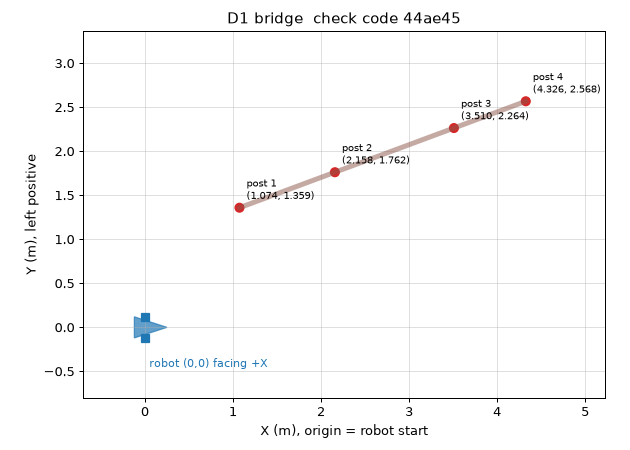 D1 bridge  check code 44ae45
Y (m), left positive
3.0
2.5
2.0
1.5
1.0
0.5
0.0
−0.5
post 1
(1.074, 1.359)
post 2
(2.158, 1.762)
post 3
(3.510, 2.264)
post 4
(4.326, 2.568)
robot (0,0) facing +X
0
1
2
3
4
5
X (m), origin = robot start